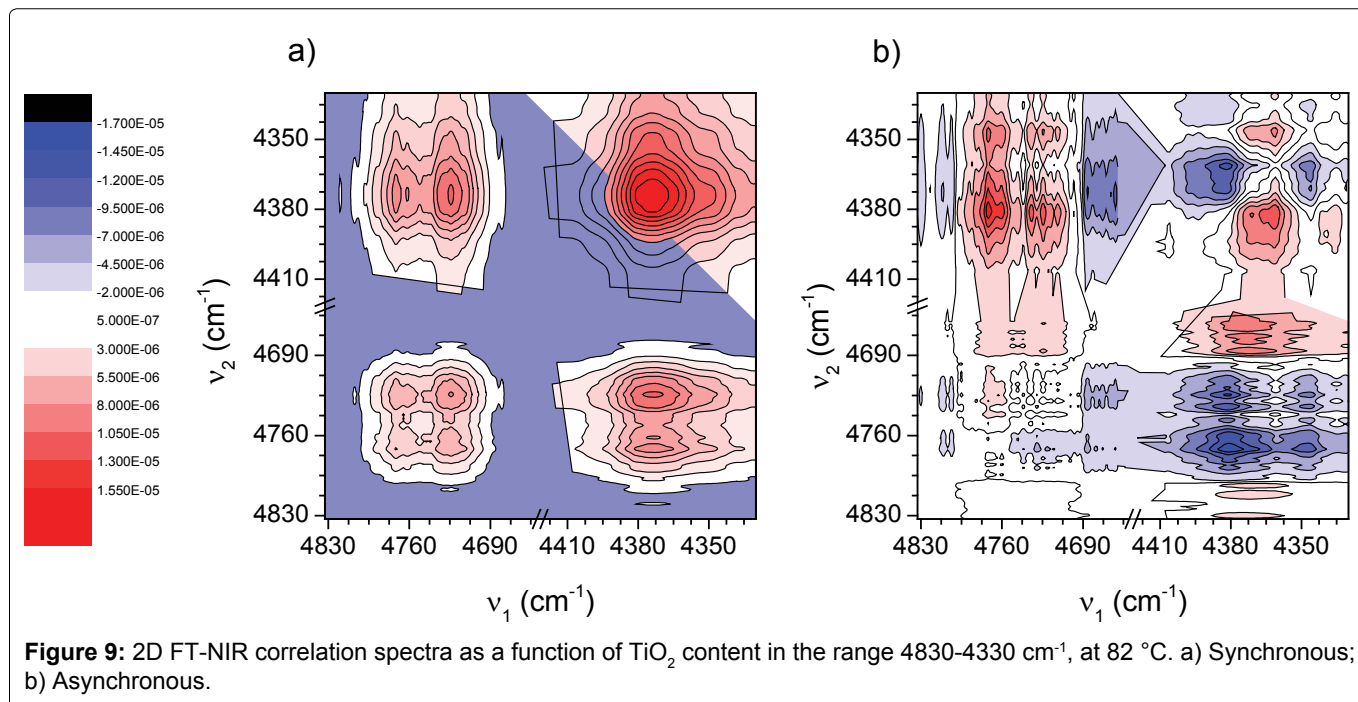 a)
b)
-1.700E-05
-1.450E-05
-1.200E-05
-9.500E-06
-7.000E-06
-4.500E-06
-2.000E-06
5.000E-07
3.000E-06
5.500E-06
8.000E-06
1.050E-05
1.300E-05
1.550E-05
4350
4380
4410
4690
4760
4830
ν2 (cm-1)
4830 4760 4690 4410 4380 4350
ν1 (cm-1)
4350
4380
4410
4690
4760
4830
ν2 (cm-1)
4830 4760 4690 4410 4380 4350
ν1 (cm-1)
Figure 9: 2D FT-NIR correlation spectra as a function of TiO2 content in the range 4830-4330 cm-1, at 82 °C. a) Synchronous;
b) Asynchronous.